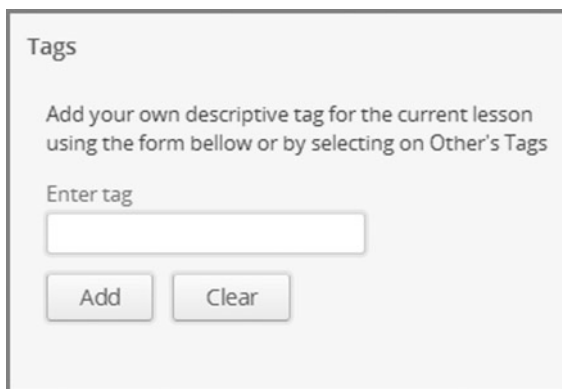 Tags
Add your own descriptive tag for the current lesson
using the form bellow or by selecting on Other's Tags
Enter tag
Add Clear